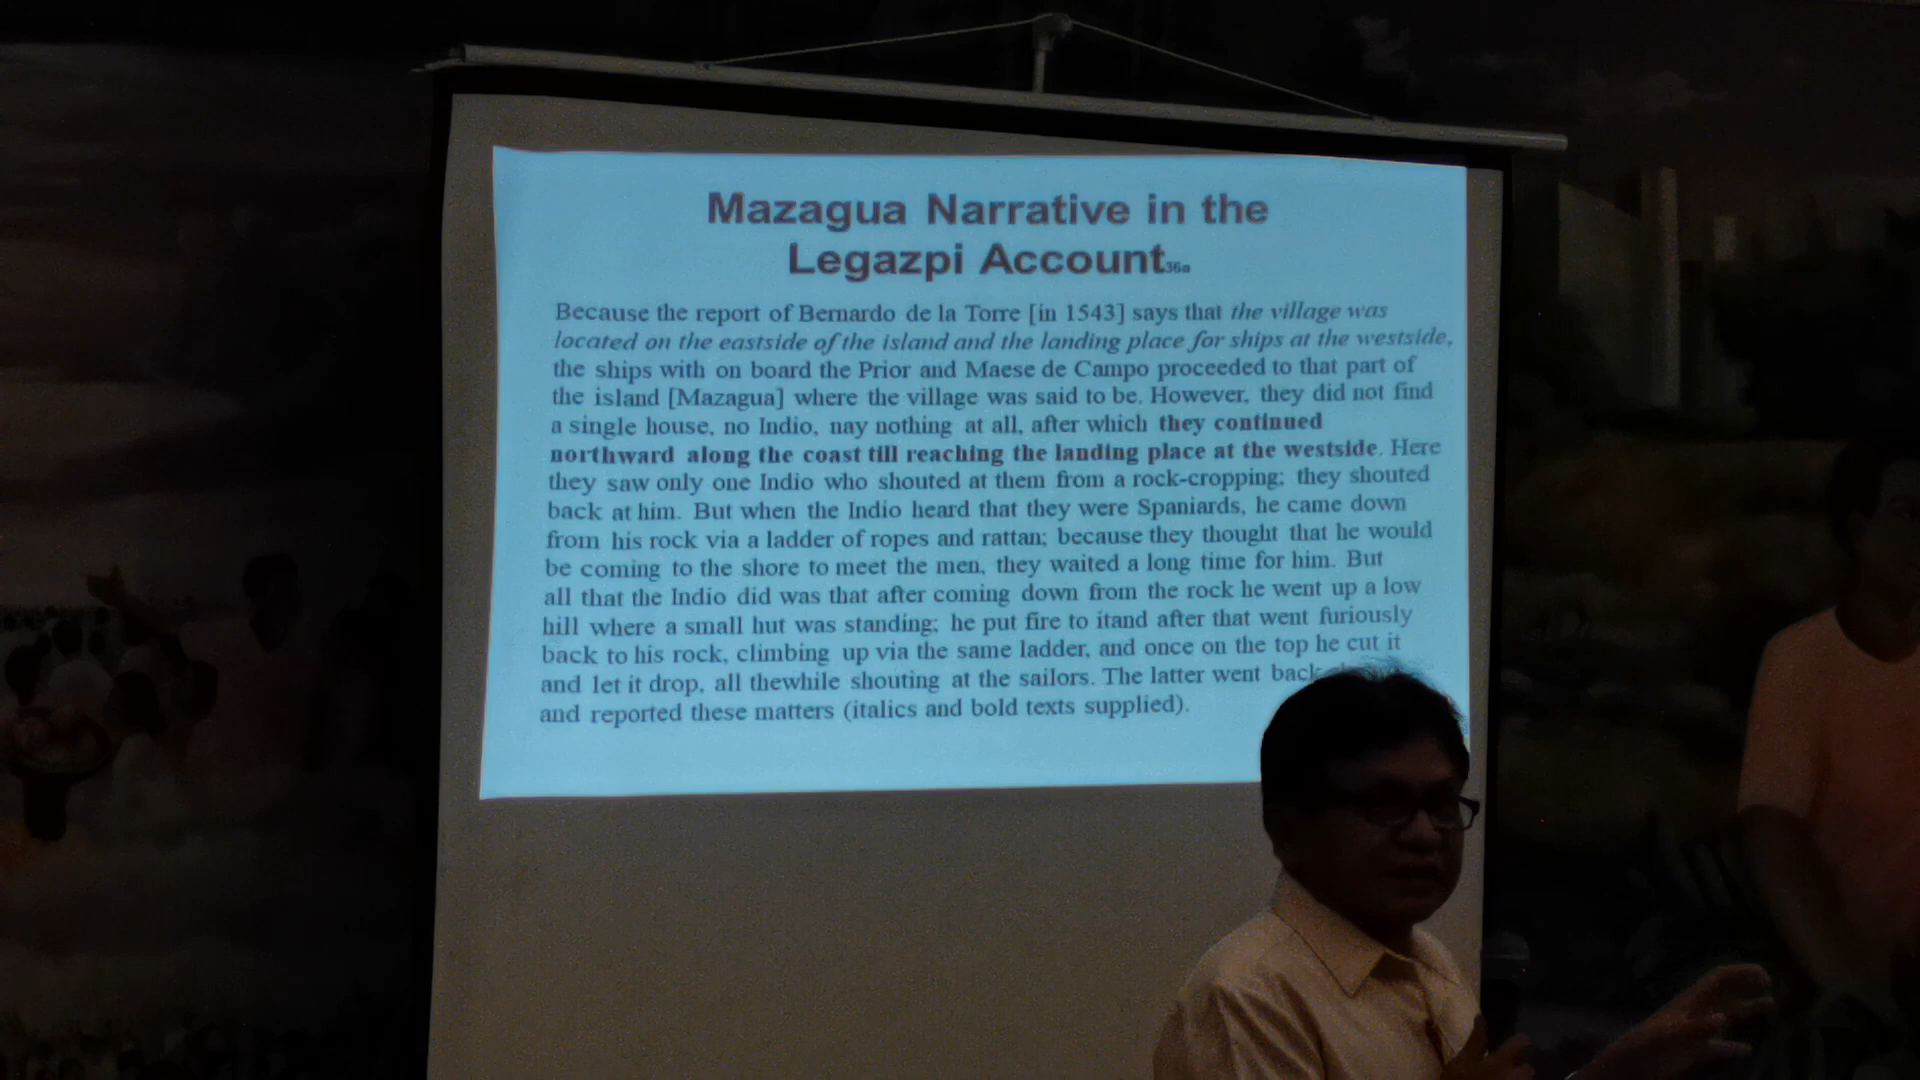 Mazagua Narrative in the
Legazpi Account36a
Because the report of Bernardo de la Torre [in 1543] says that the village was
located on the eastside of the island and the landing place for ships at the westside,
the ships with on board the Prior and Maese de Campo proceeded to that part of
the island [Mazagua] where the village was said to be. However, they did not find
a single house, no Indio, nay nothing at all, after which they continued
northward along the coast till reaching the landing place at the westside. Here
they saw only one Indio who shouted at them from a rock-cropping; they shouted
back at him. But when the Indio heard that they were Spaniards, he came down
from his rock via a ladder of ropes and rattan; because they thought that he would
be coming to the shore to meet the men, they waited a long time for him. But
all that the Indio did was that after coming down from the rock he went up a low
hill where a small hut was standing; he put fire to itand after that went furiously
back to his rock, climbing up via the same ladder, and once on the top he cut it
and let it drop, all thewhile shouting at the sailors. The latter went back
and reported these matters (italics and bold texts supplied).